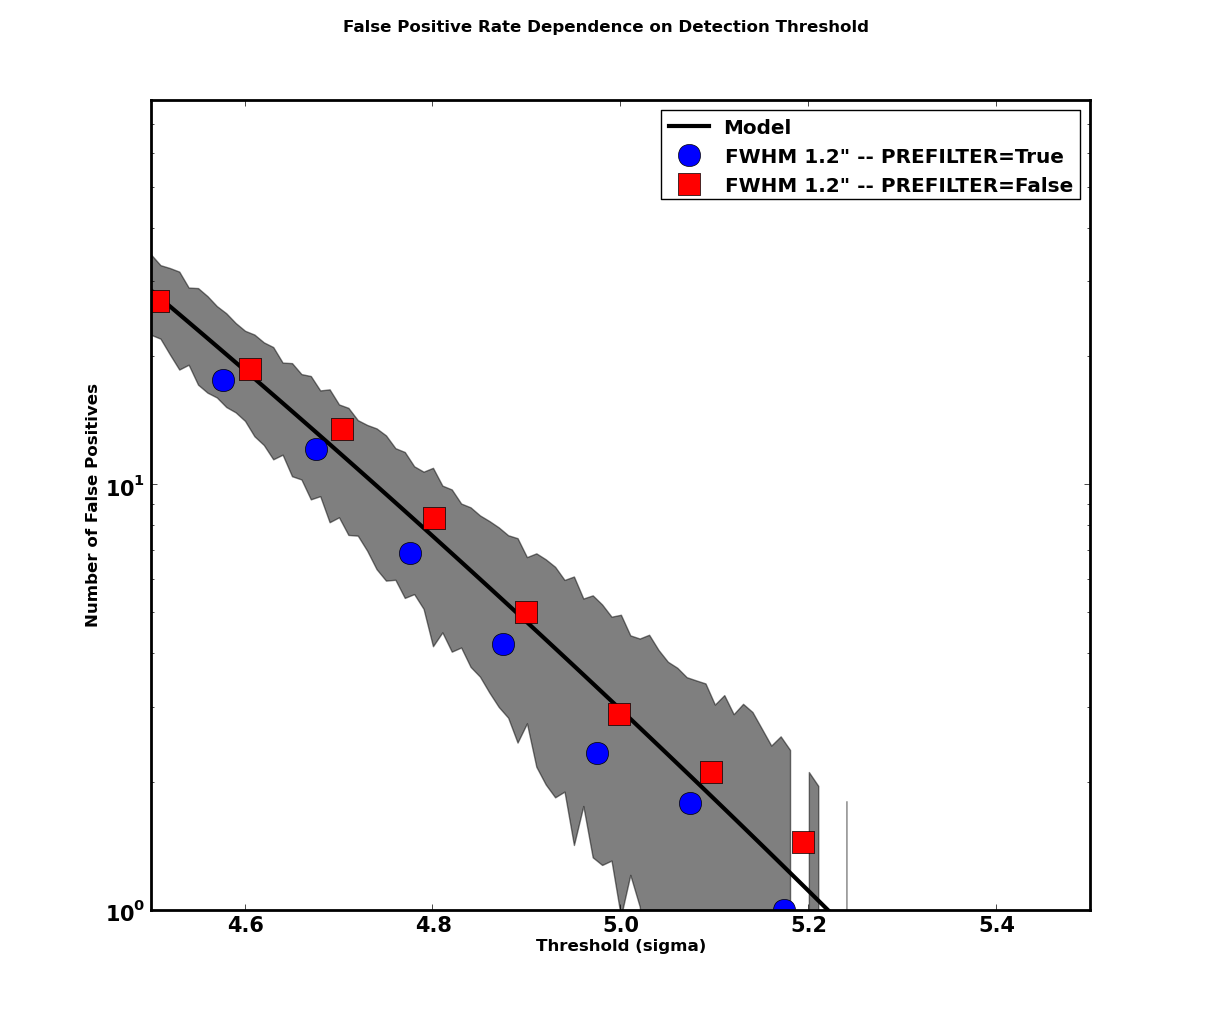 False Positive Rate Dependence on Detection Threshold
Model
FWHM 1.2" -- PREFILTER=True
FWHM 1.2" -- PREFILTER=False
Number of False Positives
10¹
10⁰
4.6 4.8 5.0 5.2 5.4
Threshold (sigma)